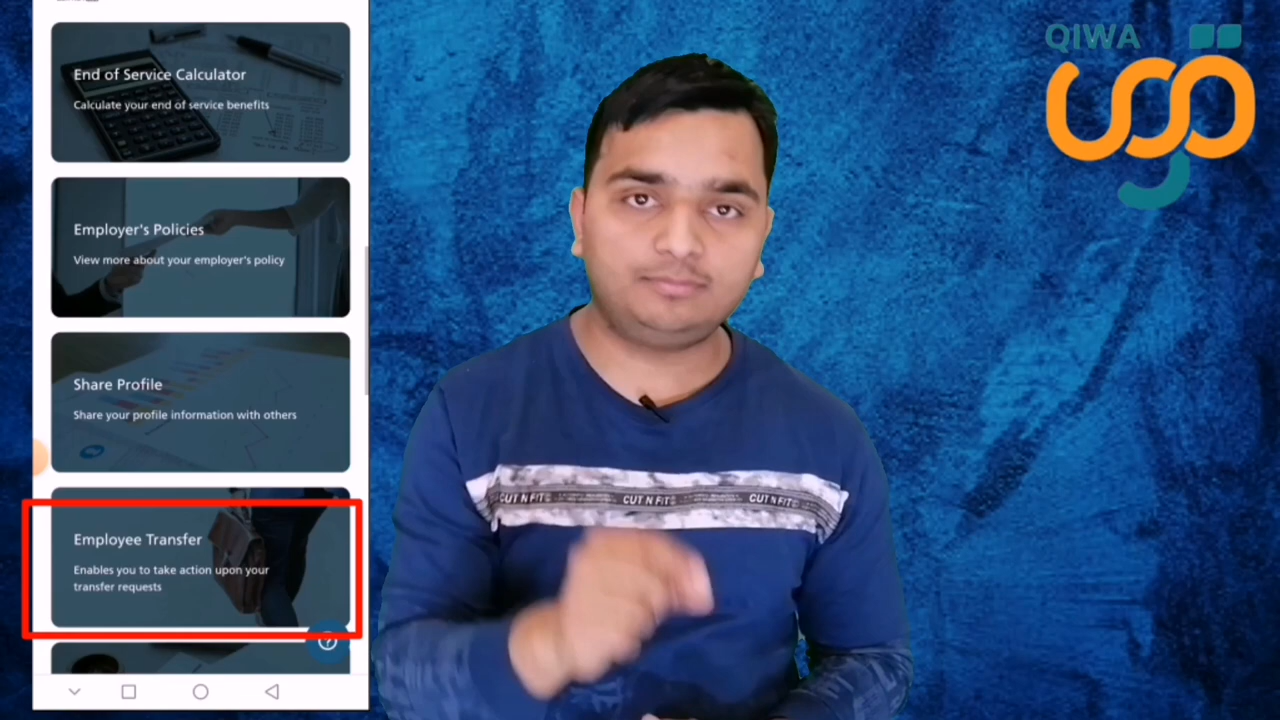 End of Service Calculator
Calculate your end of service benefits
Employer's Policies
View more about your employer's policy
Share Profile
Share your profile information with others
Employee Transfer
Enables you to take action upon your
transfer requests
QIWA
قوى
CUT N FIT
CUT N FIT
CUT N FIT